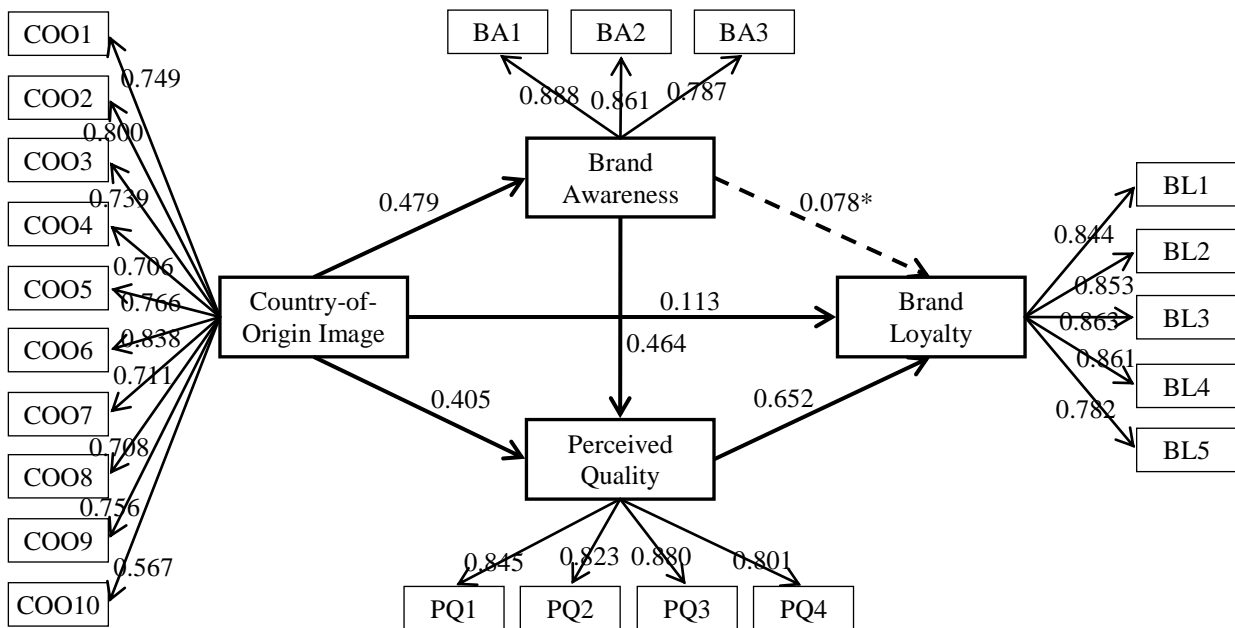 COO1
COO2
COO3
COO4
COO5
COO6
COO7
COO8
COO9
COO10
0.749
0.800
0.739
0.706
0.766
0.838
0.711
0.708
0.756
0.567
Country-of-
Origin Image
0.479
0.113
0.405
BA1
BA2
BA3
0.888
0.861
0.787
Brand
Awareness
0.078*
0.464
Perceived
Quality
0.652
0.845
0.823
0.880
0.801
PQ1
PQ2
PQ3
PQ4
Brand
Loyalty
0.844
0.853
0.863
0.861
0.782
BL1
BL2
BL3
BL4
BL5